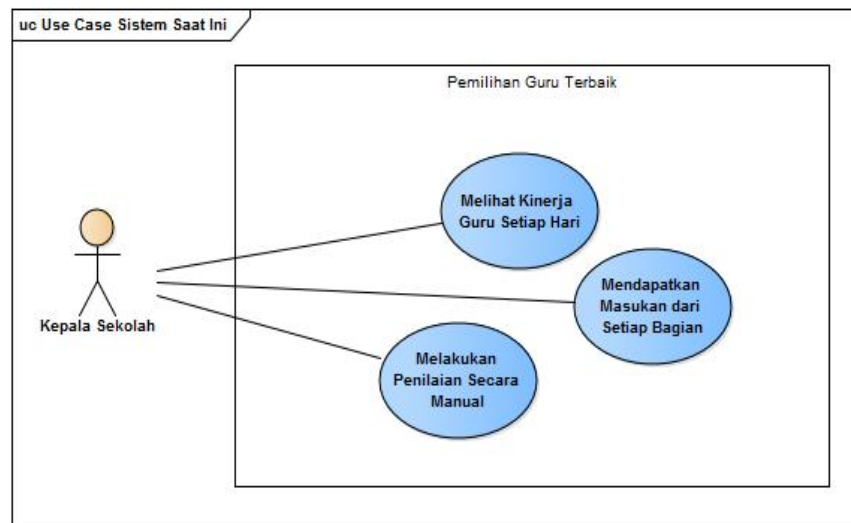 uc Use Case Sistem Saat Ini
Pemilihan Guru Terbaik
Melihat Kinerja
Guru Setiap Hari
Mendapatkan
Masukan dari
Setiap Bagian
Kepala Sekolah
Melakukan
Penilaian Secara
Manual